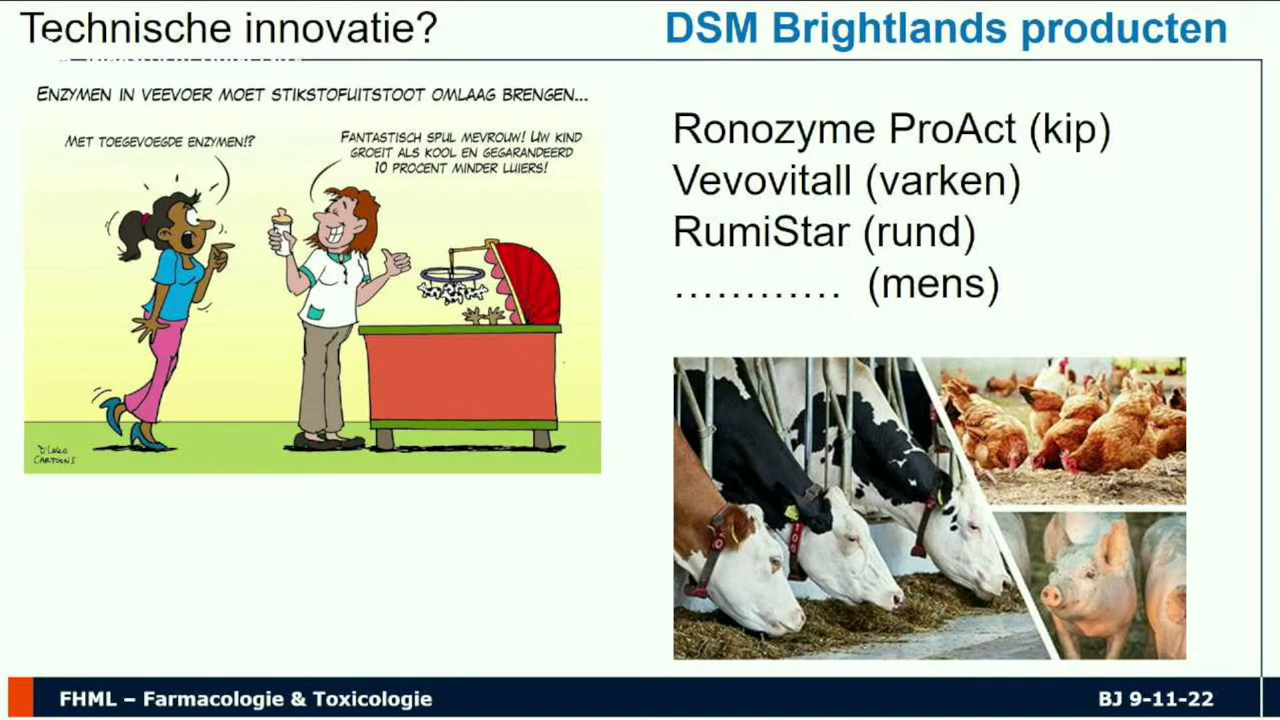 Technische innovatie?
DSM Brightlands producten
ENZYMEN IN VEEVOER MOET STIKSTOFUITSTOOT OMLAAG BRENGEN...
MET TOEGEVOEGDE ENZYMEN!?
FANTASTISCH SPUL MEVROUW! UW KIND
GROEIT ALS KOOL EN GEGARANDEERD
10 PROCENT MINDER LUIERS!
CARTOONS
Ronozyme ProAct (kip)
Vevovitall (varken)
RumiStar (rund)
………… (mens)
FHML – Farmacologie & Toxicologie
BJ 9-11-22